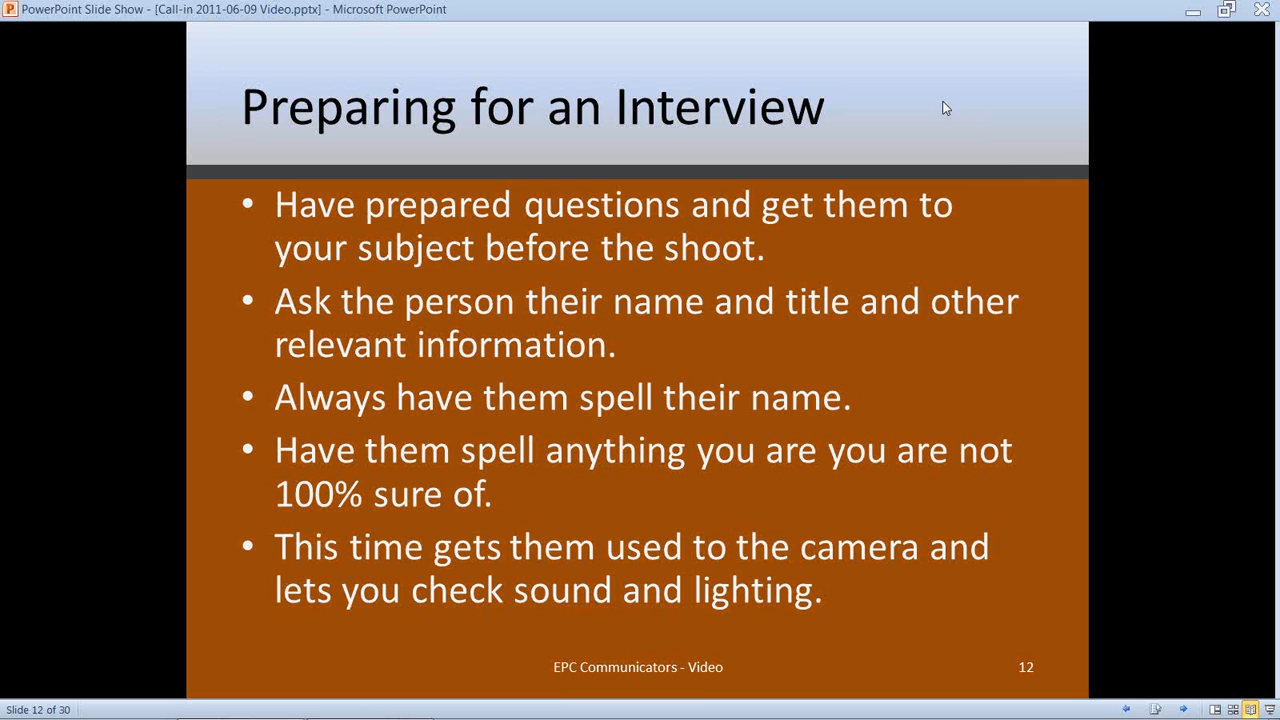 PowerPoint Slide Show - [Call-in 2011-06-09 Video.pptx] - Microsoft PowerPoint
Preparing for an Interview
• Have prepared questions and get them to
your subject before the shoot.
• Ask the person their name and title and other
relevant information.
• Always have them spell their name.
• Have them spell anything you are you are not
100% sure of.
• This time gets them used to the camera and
lets you check sound and lighting.
EPC Communicators - Video 12
Slide 12 of 30